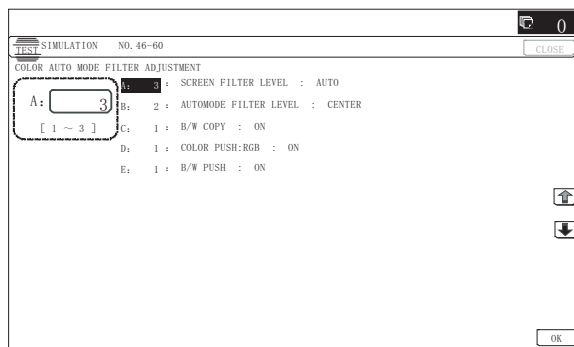 0
TEST SIMULATION NO. 46-60
CLOSE
COLOR AUTO MODE FILTER ADJUSTMENT
A: 3
[ 1 ~ 3 ]
A: 3 : SCREEN FILTER LEVEL : AUTO
B: 2 : AUTOMODE FILTER LEVEL : CENTER
C: 1 : B/W COPY : ON
D: 1 : COLOR PUSH:RGB : ON
E: 1 : B/W PUSH : ON
OK